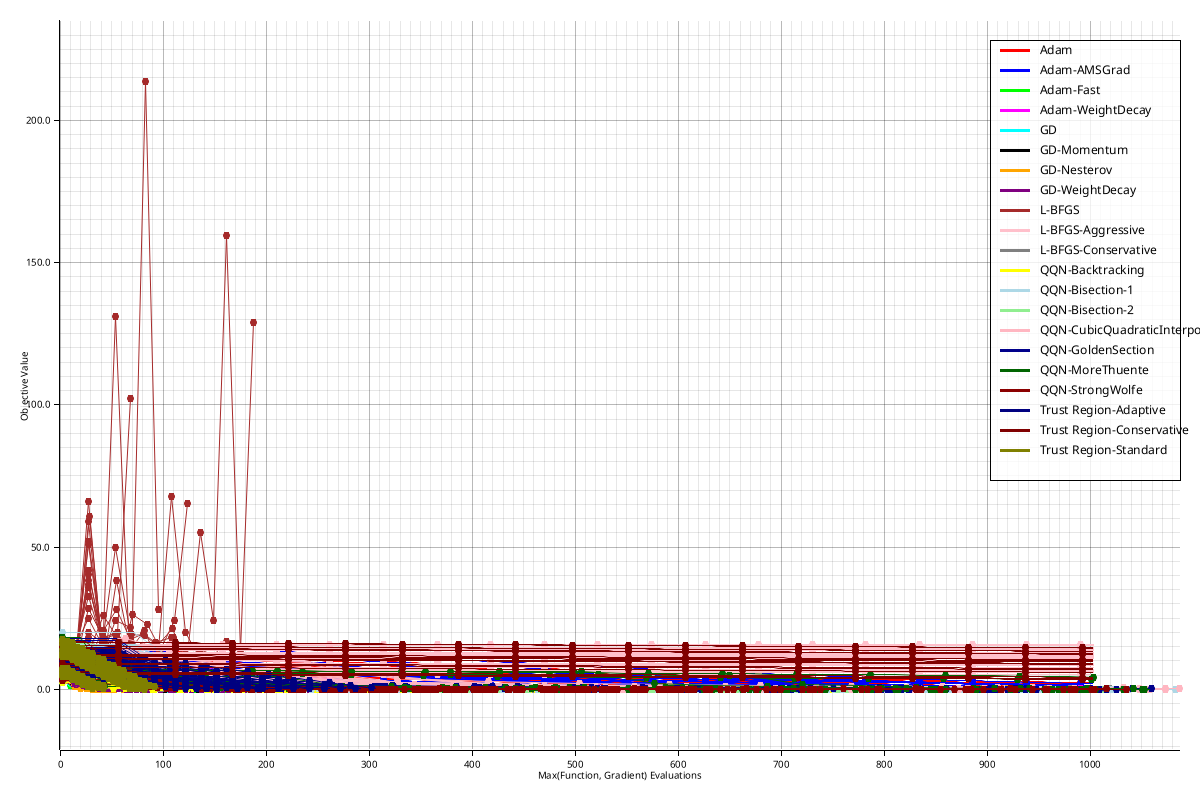 200.0
150.0
100.0
50.0
0.0
Objective Value
0 100 200 300 400 500 600 700 800 900 1000
Max(Function, Gradient) Evaluations
Adam
Adam-AMSGrad
Adam-Fast
Adam-WeightDecay
GD
GD-Momentum
GD-Nesterov
GD-WeightDecay
L-BFGS
L-BFGS-Aggressive
L-BFGS-Conservative
QQN-Backtracking
QQN-Bisection-1
QQN-Bisection-2
QQN-CubicQuadraticInterpo
QQN-GoldenSection
QQN-MoreThuente
QQN-StrongWolfe
Trust Region-Adaptive
Trust Region-Conservative
Trust Region-Standard